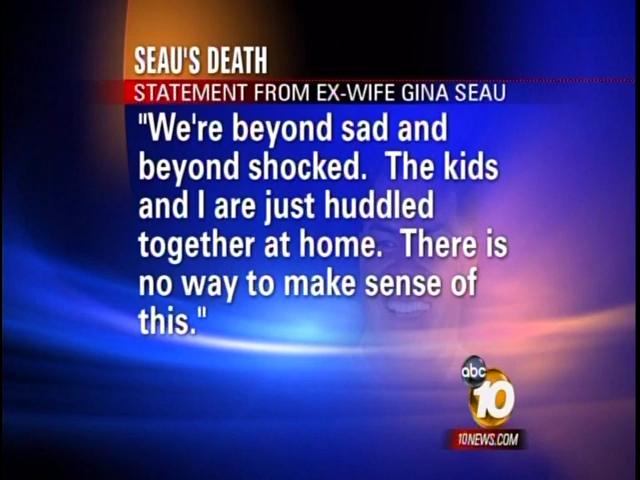 SEAU'S DEATH
STATEMENT FROM EX-WIFE GINA SEAU
"We're beyond sad and
beyond shocked.  The kids
and I are just huddled
together at home.  There is
no way to make sense of
this."
abc
10
10NEWS.COM